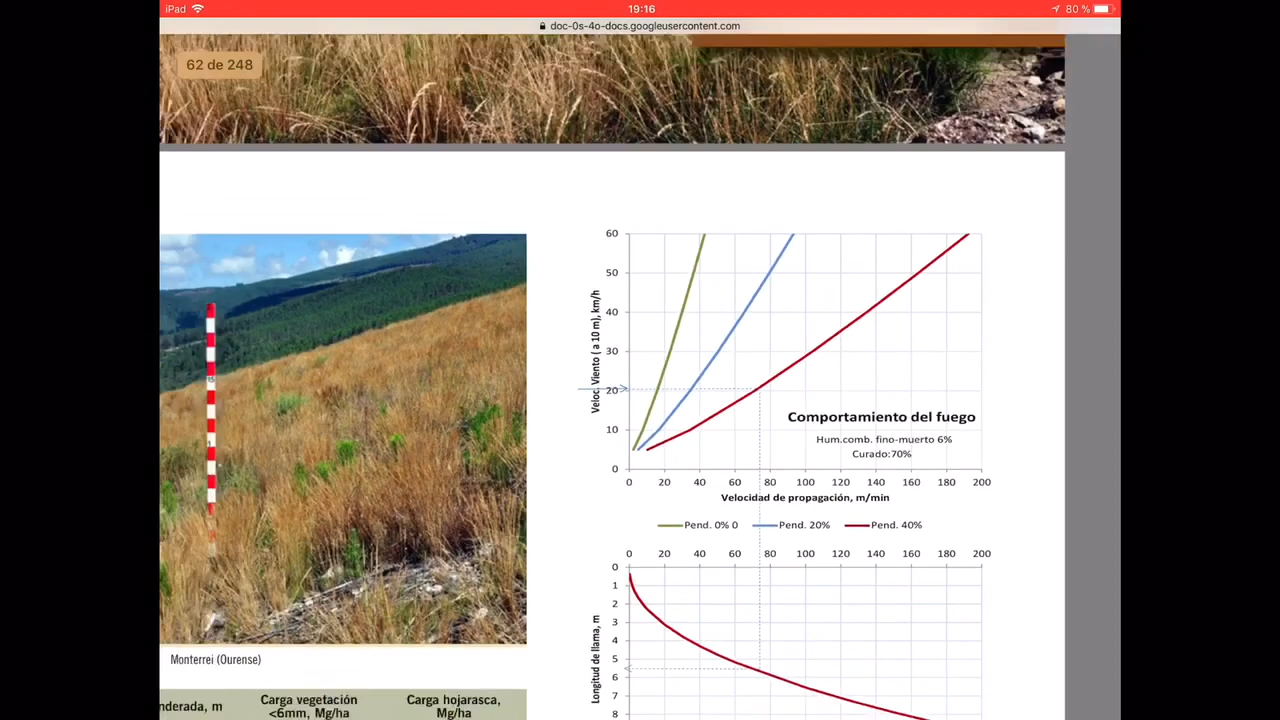 iPad 19:16 80 %
doc-0s-4o-docs.googleusercontent.com
62 de 248
Veloc. Viento ( a 10 m), km/h
60
50
40
30
20
10
0
Comportamiento del fuego
Hum.comb. fino-muerto 6%
Curado:70%
0 20 40 60 80 100 120 140 160 180 200
Velocidad de propagación, m/min
Pend. 0% 0 Pend. 20% Pend. 40%
0 20 40 60 80 100 120 140 160 180 200
Longitud de llama, m
0
1
2
3
4
5
6
7
8
Monterrei (Ourense)
nderada, m
Carga vegetación
<6mm, Mg/ha
Carga hojarasca,
Mg/ha